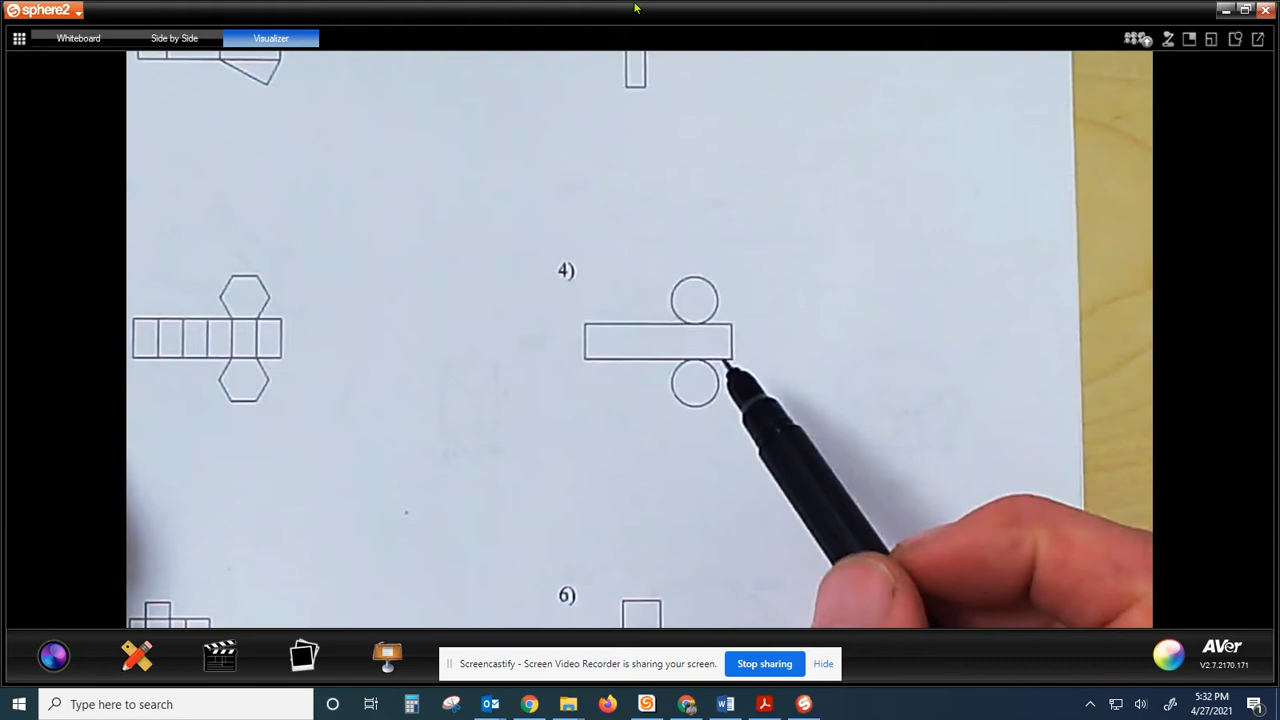 sphere2
Whiteboard Side by Side Visualizer
4)
6)
Screencastify - Screen Video Recorder is sharing your screen. Stop sharing Hide
AVer
V2.7.2170.171
Type here to search
5:32 PM
4/27/2021
1